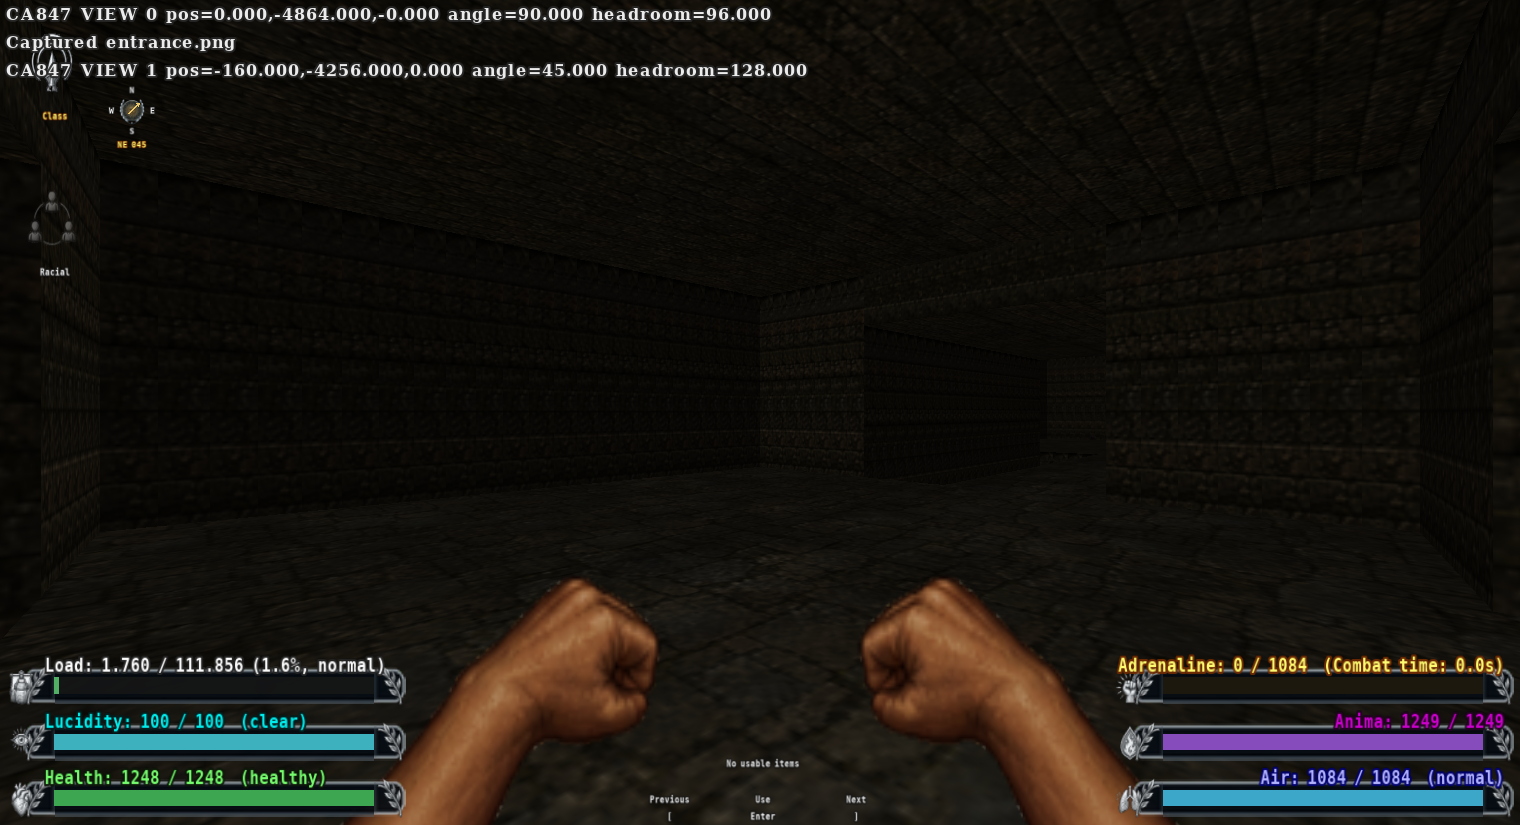 CA847 VIEW 0 pos=0.000,-4864.000,-0.000 angle=90.000 headroom=96.000
Captured entrance.png
CA847 VIEW 1 pos=-160.000,-4256.000,0.000 angle=45.000 headroom=128.000
N
W E
S
NE 045
Class
Racial
Load: 1.760 / 111.856 (1.6%, normal)
Lucidity: 100 / 100 (clear)
Health: 1248 / 1248 (healthy)
Adrenaline: 0 / 1084 (Combat time: 0.0s)
Anima: 1249 / 1249
Air: 1084 / 1084 (normal)
No usable items
Previous Use Next
[ Enter ]